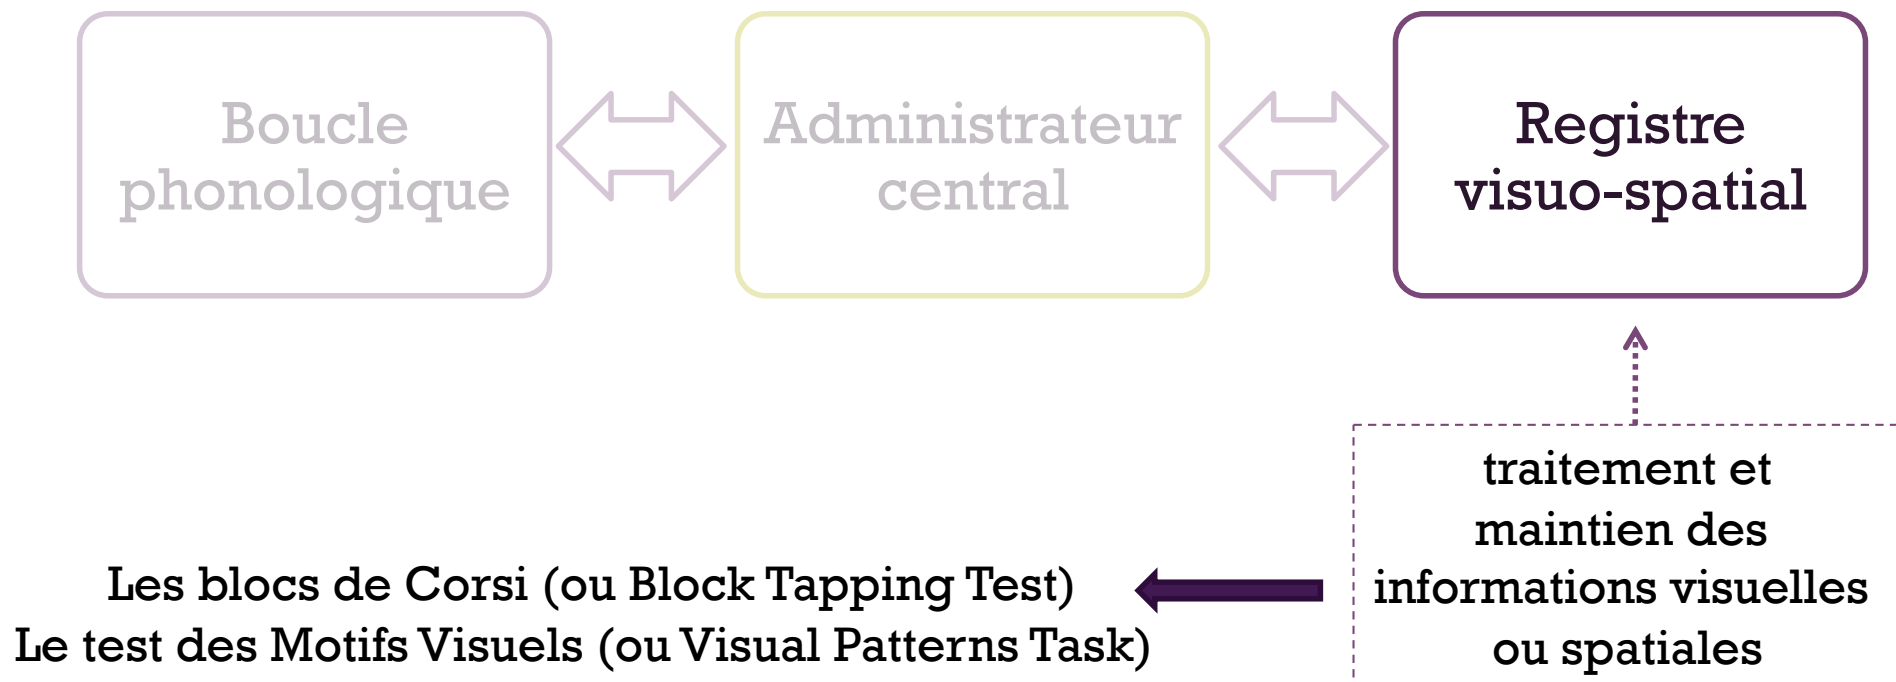 Boucle
phonologique
Administrateur
central
Registre
visuo-spatial
traitement et
maintien des
informations visuelles
ou spatiales
Les blocs de Corsi (ou Block Tapping Test)
Le test des Motifs Visuels (ou Visual Patterns Task)